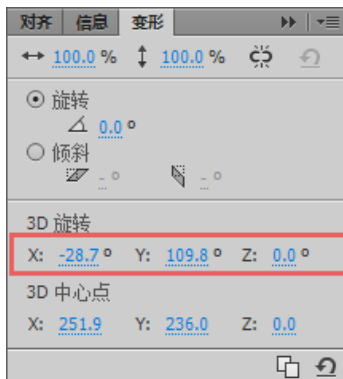 对齐 信息 变形
100.0 % 100.0 %
旋转
0.0 °
倾斜
- ° - °
3D 旋转
X: -28.7 ° Y: 109.8 ° Z: 0.0 °
3D 中心点
X: 251.9 Y: 236.0 Z: 0.0